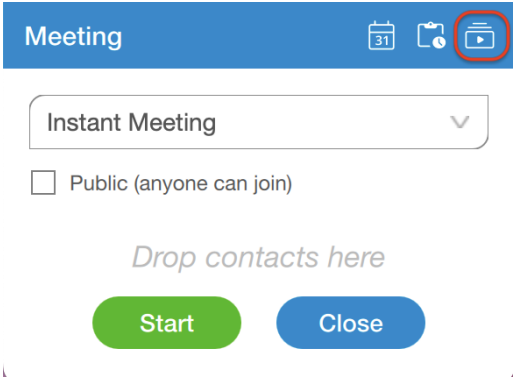 Meeting
31
Instant Meeting
Public (anyone can join)
Drop contacts here
Start
Close